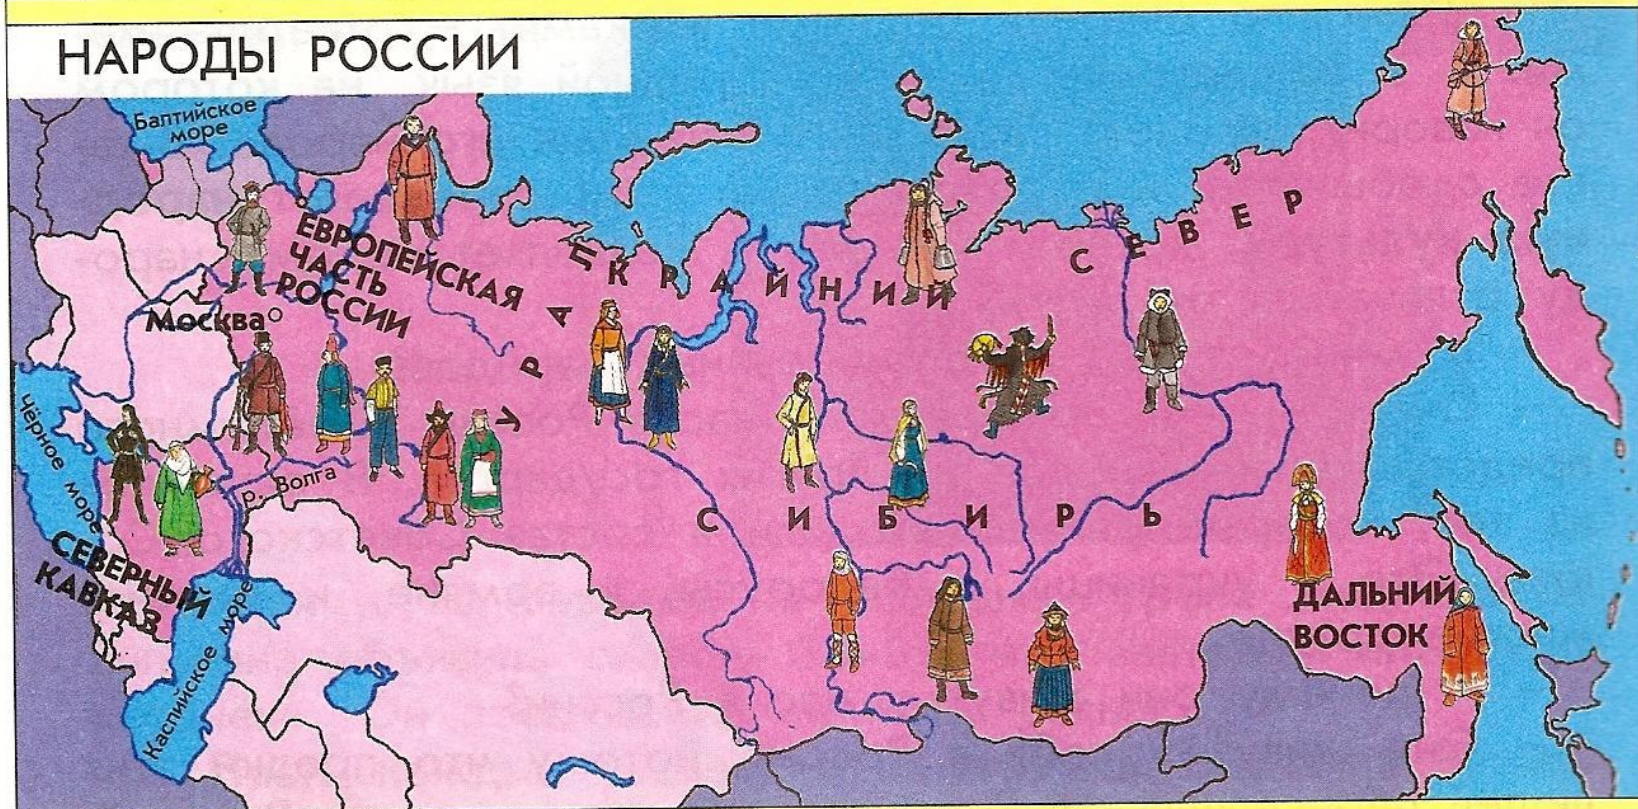 НАРОДЫ РОССИИ
Балтийское
море
ЕВРОПЕЙСКАЯ
ЧАСТЬ
РОССИИ
Москва
УРАЛ
КРАЙНИЙ СЕВЕР
Чёрное море
р. Волга
СЕВЕРНЫЙ
КАВКАЗ
Каспийское море
СИБИРЬ
ДАЛЬНИЙ
ВОСТОК